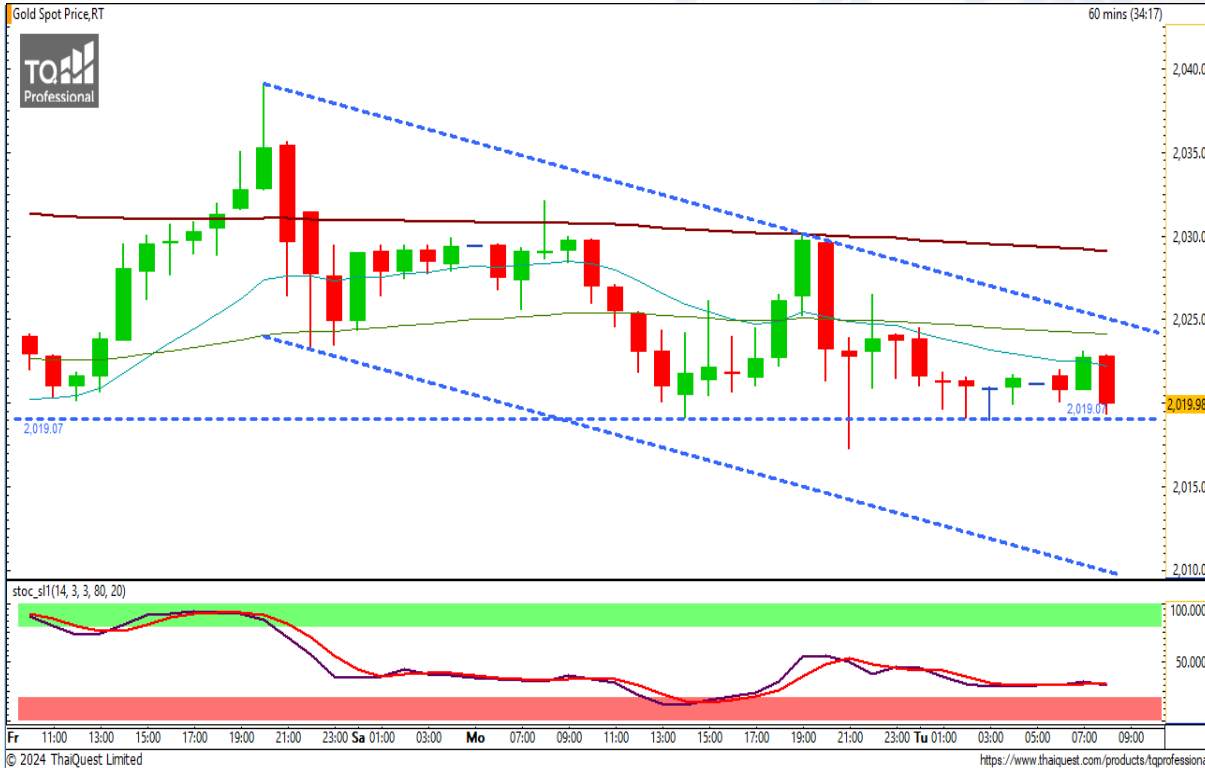 Gold Spot Price,RT 60 mins (34:17)
TQ
Professional
2,040.0
2,035.0
2,030.0
2,025.0
2,019.07
2,019.98
2,019.07
2,015.0
2,010.0
stoc_sl1(14, 3, 3, 80, 20)
100.000
50.000
Fr 11:00 13:00 15:00 17:00 19:00 21:00 23:00 Sa 01:00 03:00 Mo 07:00 09:00 11:00 13:00 15:00 17:00 19:00 21:00 23:00 Tu 01:00 03:00 05:00 07:00 09:00
© 2024 ThaiQuest Limited https://www.thaiquest.com/products/tqprofessiona